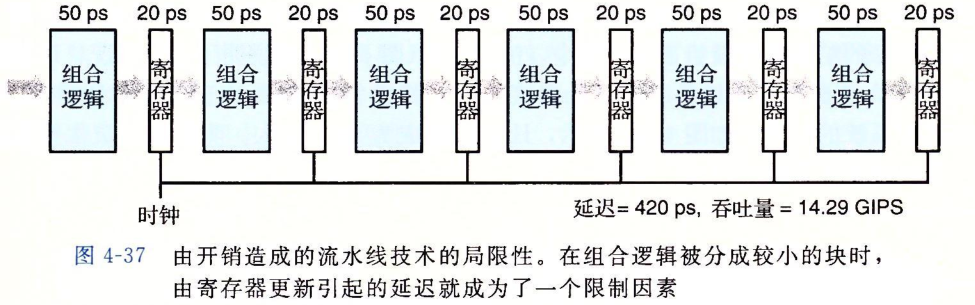 50 ps 20 ps 50 ps 20 ps 50 ps 20 ps 50 ps 20 ps 50 ps 20 ps 50 ps 20 ps
组合 寄存器 组合 寄存器 组合 寄存器 组合 寄存器 组合 寄存器 组合 寄存器
逻辑 逻辑 逻辑 逻辑 逻辑 逻辑
时钟
延迟= 420 ps, 吞吐量 = 14.29 GIPS
图 4-37 由开销造成的流水线技术的局限性。在组合逻辑被分成较小的块时，
由寄存器更新引起的延迟就成为了一个限制因素